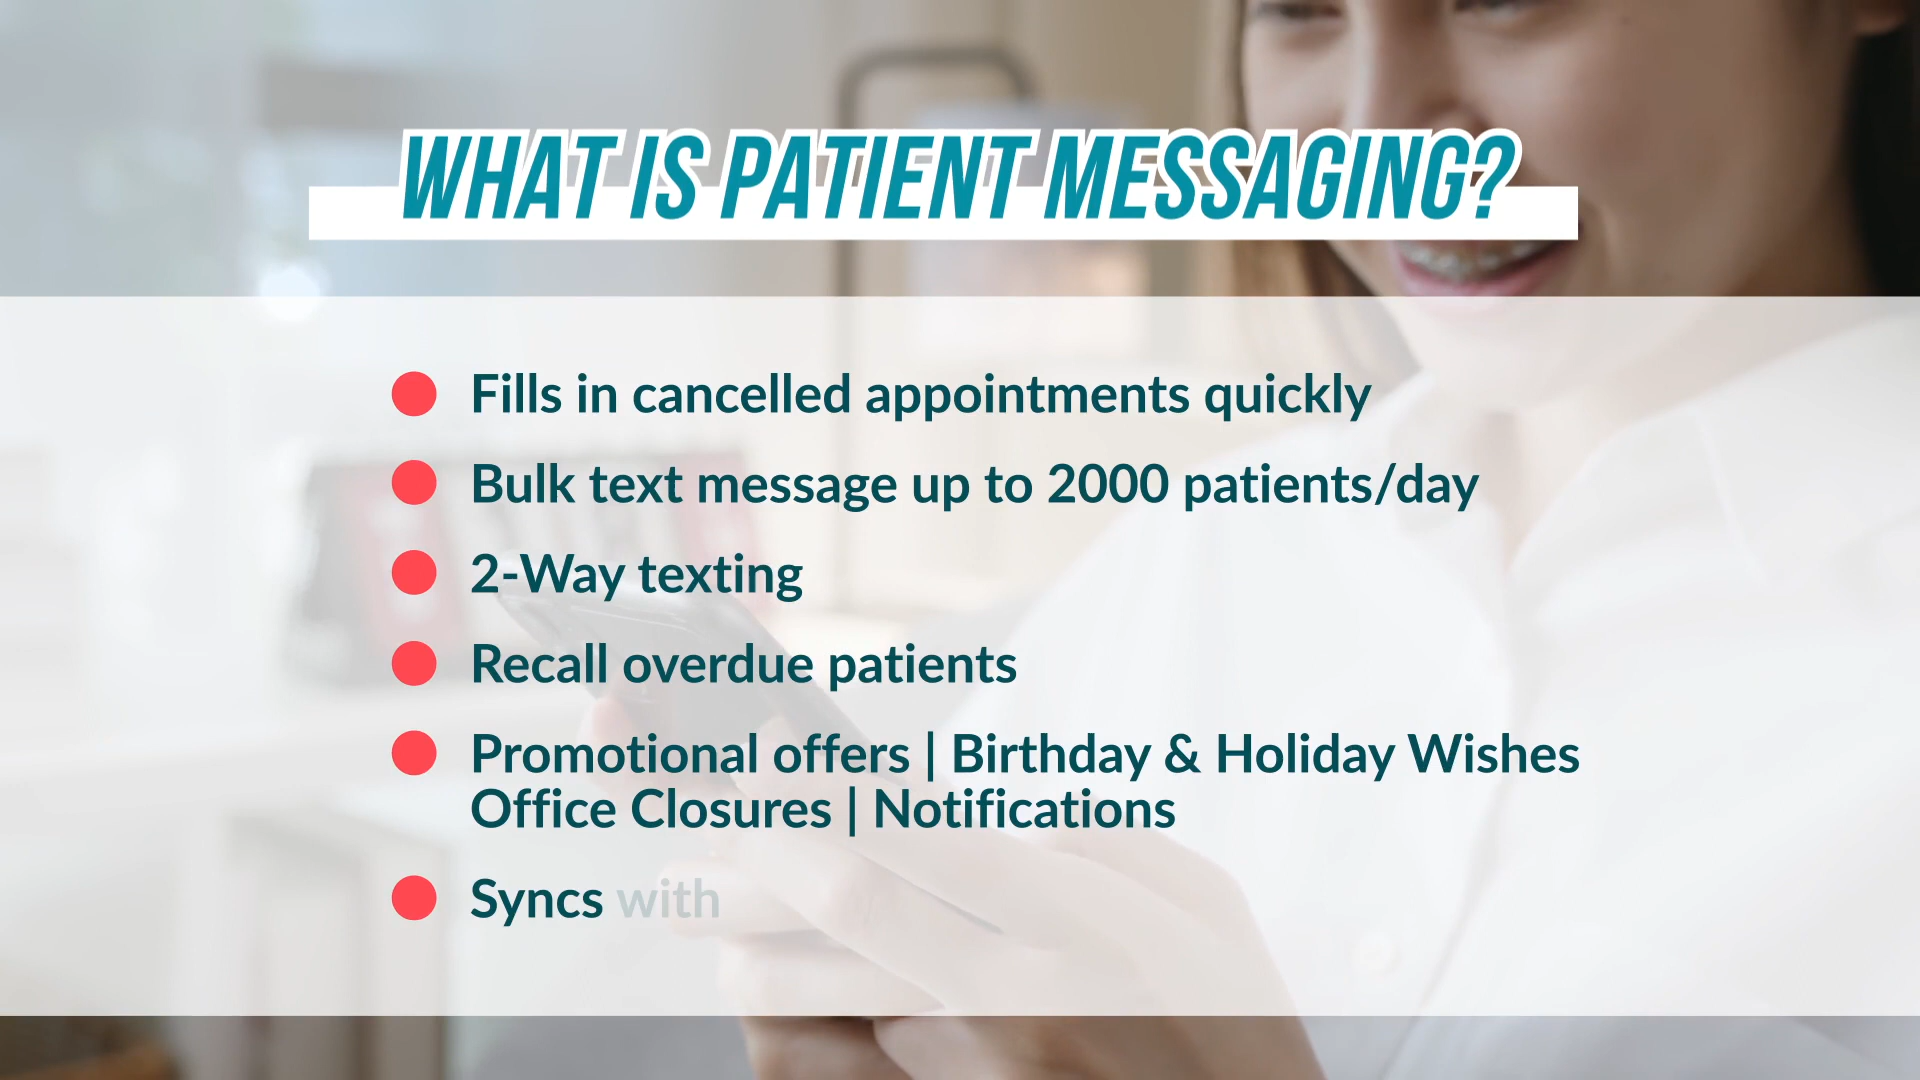 WHAT IS PATIENT MESSAGING?
Fills in cancelled appointments quickly
Bulk text message up to 2000 patients/day
2-Way texting
Recall overdue patients
Promotional offers | Birthday & Holiday Wishes
Office Closures | Notifications
Syncs with